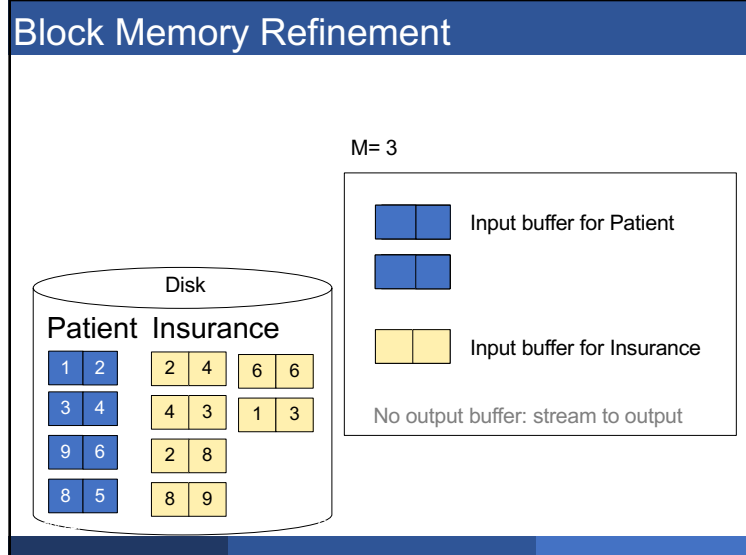 Block Memory Refinement
M= 3
Input buffer for Patient
Input buffer for Insurance
No output buffer: stream to output
Disk
Patient Insurance
1 2 2 4 6 6
3 4 4 3 1 3
9 6 2 8
8 5 8 9